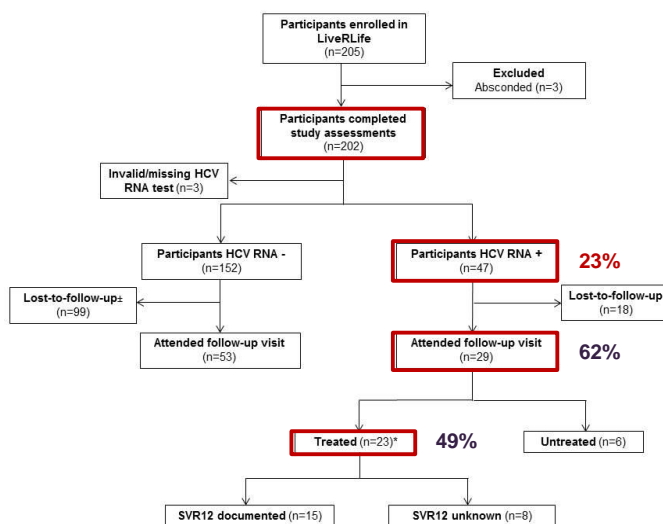 Participants enrolled in
LiveRLife
(n=205)
Excluded
Absconded (n=3)
Participants completed
study assessments
(n=202)
Invalid/missing HCV
RNA test (n=3)
Participants HCV RNA -
(n=152)
Participants HCV RNA +
(n=47)
23%
Lost-to-follow-up±
(n=99)
Lost-to-follow-up
(n=18)
Attended follow-up visit
(n=53)
Attended follow-up visit
(n=29)
62%
Treated (n=23)*
49%
Untreated (n=6)
SVR12 documented (n=15)
SVR12 unknown (n=8)